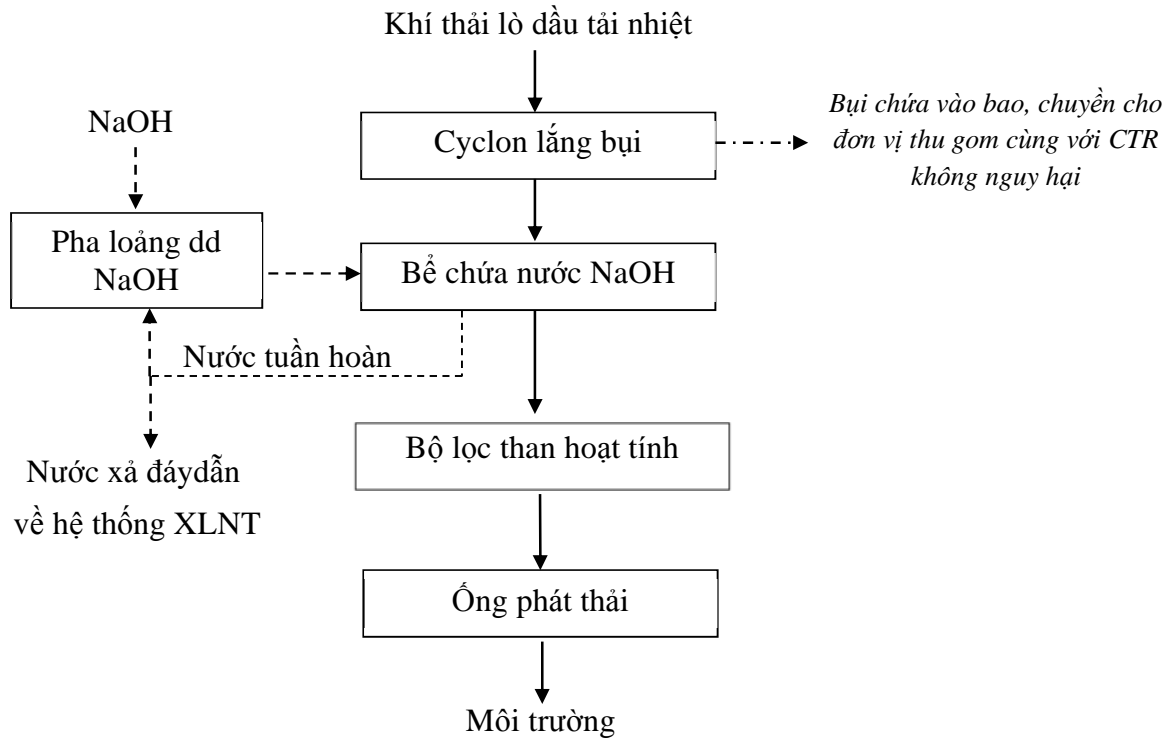 Khí thải lò dầu tải nhiệt
NaOH
Cyclon lắng bụi
Bụi chứa vào bao, chuyền cho
đơn vị thu gom cùng với CTR
không nguy hại
Pha loảng dd
NaOH
Bể chứa nước NaOH
Nước tuần hoàn
Bộ lọc than hoạt tính
Nước xả đáydẫn
về hệ thống XLNT
Ống phát thải
Môi trường